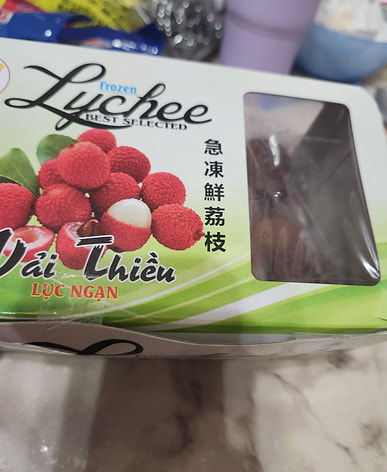 Frozen
Lychee
BEST SELECTED
急凍鮮荔枝
Vải Thiều
LỤC NGẠN